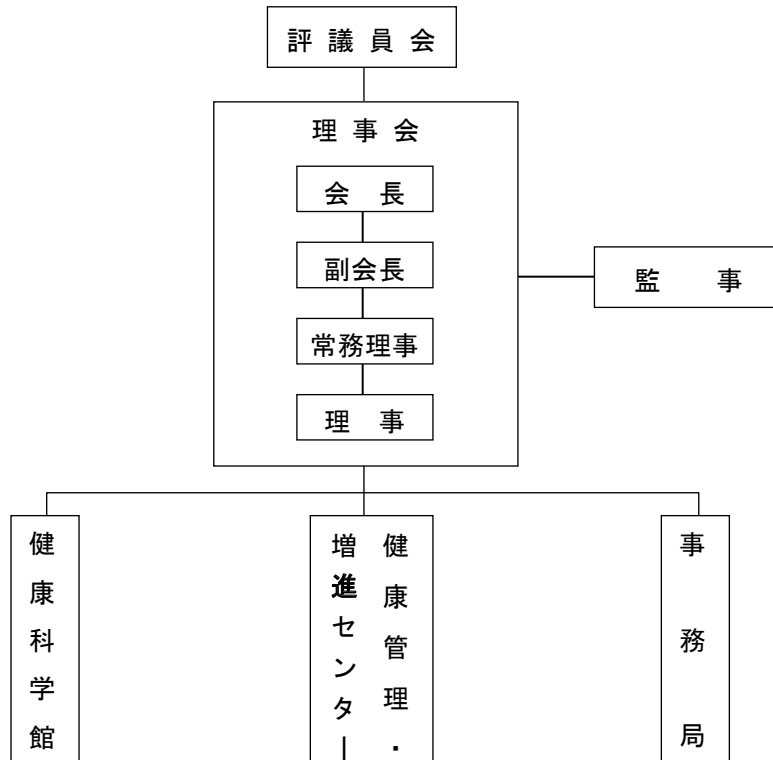 評議員会
理事会
会長
副会長
監事
常務理事
理事
健康科学館
健康管理・
増進センター
事務局